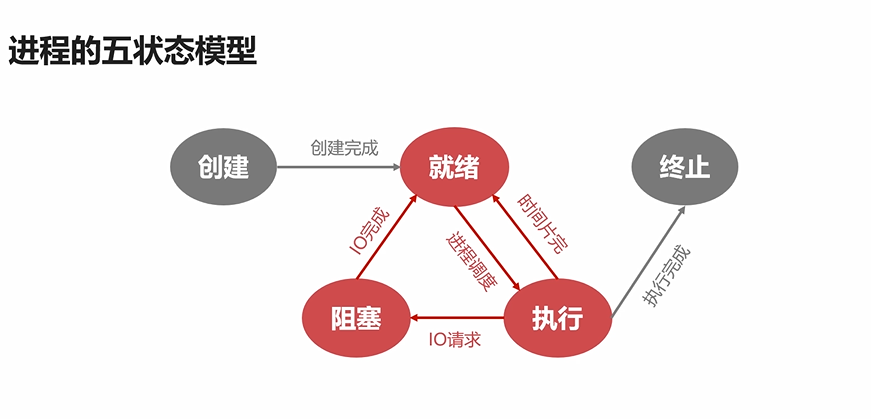 进程的五状态模型
创建
创建完成
就绪
终止
IO完成
进程调度
时间片完
执行完成
阻塞
IO请求
执行